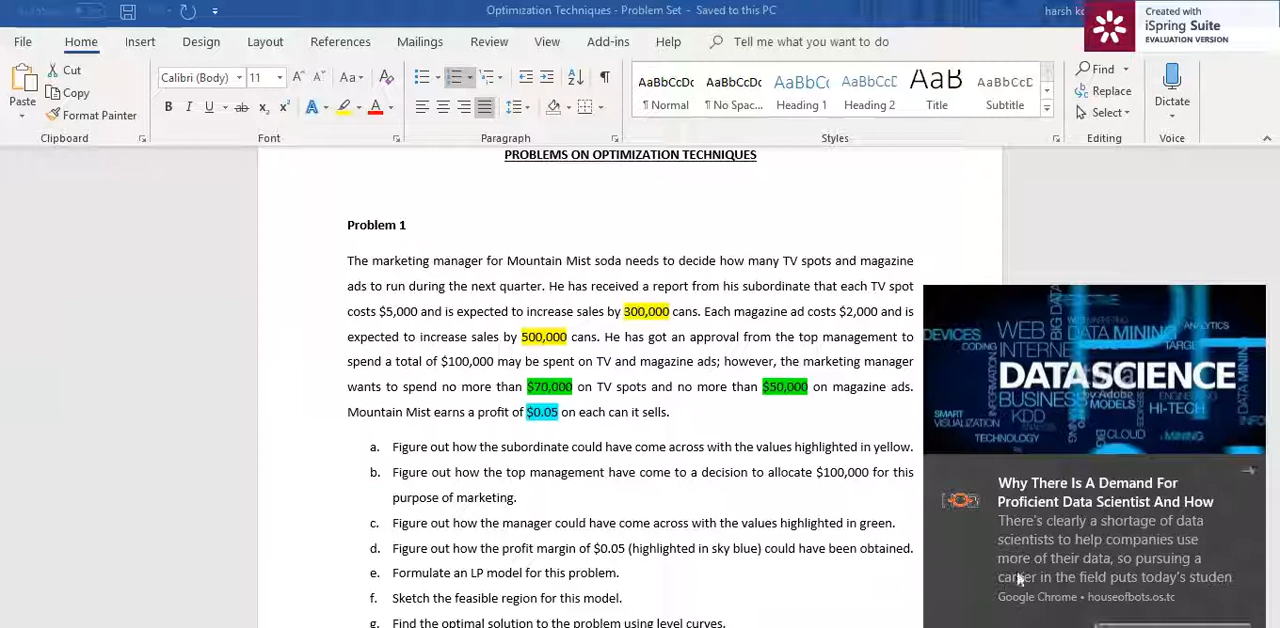 Optimization Techniques - Problem Set - Saved to this PC
harsh
Created with
iSpring Suite
EVALUATION VERSION
File Home Insert Design Layout References Mailings Review View Add-ins Help Tell me what you want to do
Paste
Cut
Copy
Format Painter
Calibri (Body) 11
AaBbCcDc AaBbCcDc AaBbCc AaBbCcD AaB AaBbCcD
¶ Normal ¶ No Spac... Heading 1 Heading 2 Title Subtitle
Find
Replace
Select
Dictate
Clipboard Font Paragraph Styles Editing Voice
PROBLEMS ON OPTIMIZATION TECHNIQUES
Problem 1
The marketing manager for Mountain Mist soda needs to decide how many TV spots and magazine
ads to run during the next quarter. He has received a report from his subordinate that each TV spot
costs $5,000 and is expected to increase sales by 300,000 cans. Each magazine ad costs $2,000 and is
expected to increase sales by 500,000 cans. He has got an approval from the top management to
spend a total of $100,000 may be spent on TV and magazine ads; however, the marketing manager
wants to spend no more than $70,000 on TV spots and no more than $50,000 on magazine ads.
Mountain Mist earns a profit of $0.05 on each can it sells.
a. Figure out how the subordinate could have come across with the values highlighted in yellow.
b. Figure out how the top management have come to a decision to allocate $100,000 for this
purpose of marketing.
c. Figure out how the manager could have come across with the values highlighted in green.
d. Figure out how the profit margin of $0.05 (highlighted in sky blue) could have been obtained.
e. Formulate an LP model for this problem.
f. Sketch the feasible region for this model.
g. Find the optimal solution to the problem using level curves.
DEVICES WEB DATA MINING ANALYTICS
CODING INTERNET TARGET
BIG DATA
INFORMATION
DATA SCIENCE
by Adobe
BUSINESS MODELS HI-TECH
SMART
VISUALIZATION KDD
TECHNOLOGY BIG CLOUD MINING
Why There Is A Demand For
Proficient Data Scientist And How
There's clearly a shortage of data
scientists to help companies use
more of their data, so pursuing a
career in the field puts today's studen
Google Chrome • houseofbots.os.tc